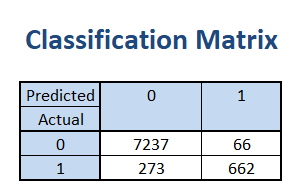 Classification Matrix
Predicted 0 1
Actual
0 7237 66
1 273 662